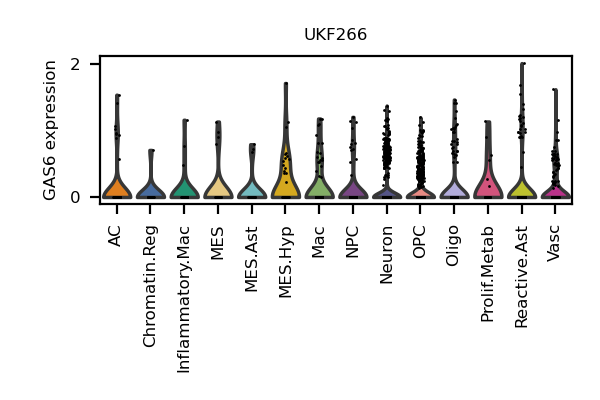 UKF266
GAS6 expression
2
0
AC
Chromatin.Reg
Inflammatory.Mac
MES
MES.Ast
MES.Hyp
Mac
NPC
Neuron
OPC
Oligo
Prolif.Metab
Reactive.Ast
Vasc